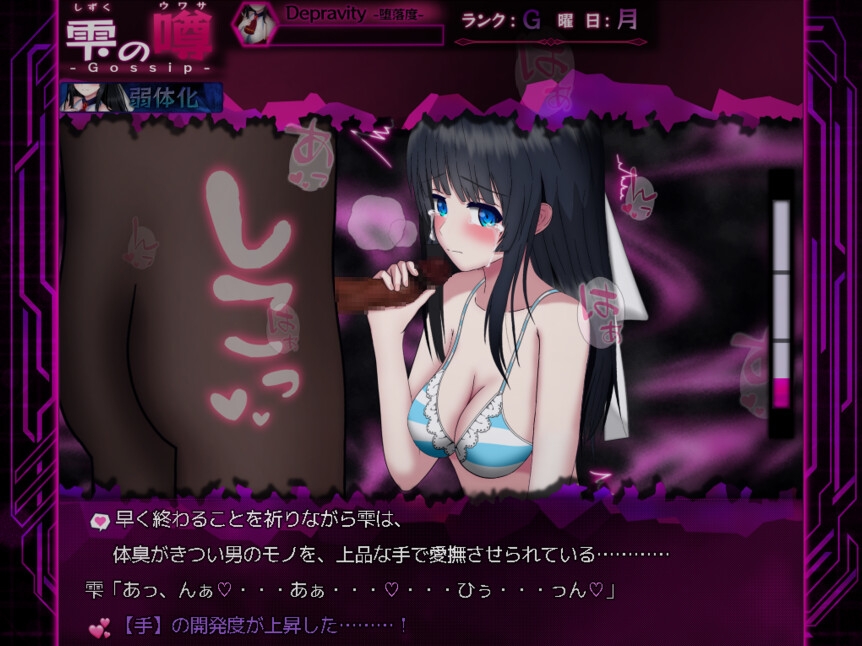 しずく ウワサ
雫の噂
-Gossip-
Depravity -堕落度-
ランク：G 曜日：月
弱体化
しこっ
早く終わることを祈りながら雫は、
体臭がきつい男のモノを、上品な手で愛撫させられている…………
雫「あっ、んぁ♡・・・あぁ・・・♡・・・ひぅ・・・っん♡」
【手】の開発度が上昇した………！